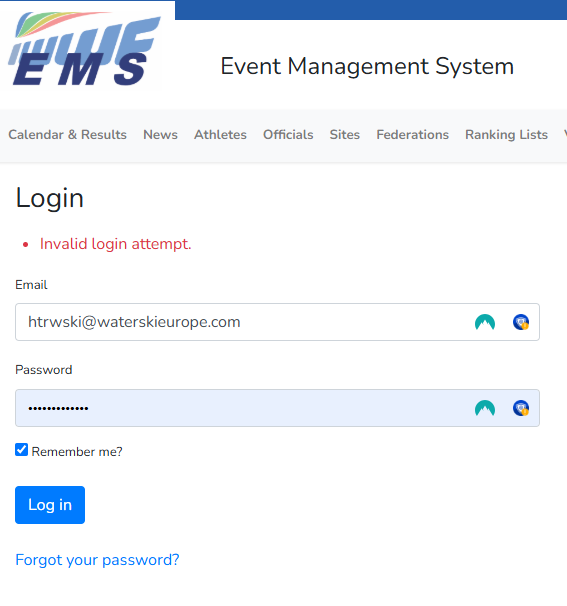 IWWF
EMS
Event Management System
Calendar & Results News Athletes Officials Sites Federations Ranking Lists
Login
Invalid login attempt.
Email
htrwski@waterskieurope.com
Password
•••••••••••••
Remember me?
Log in
Forgot your password?